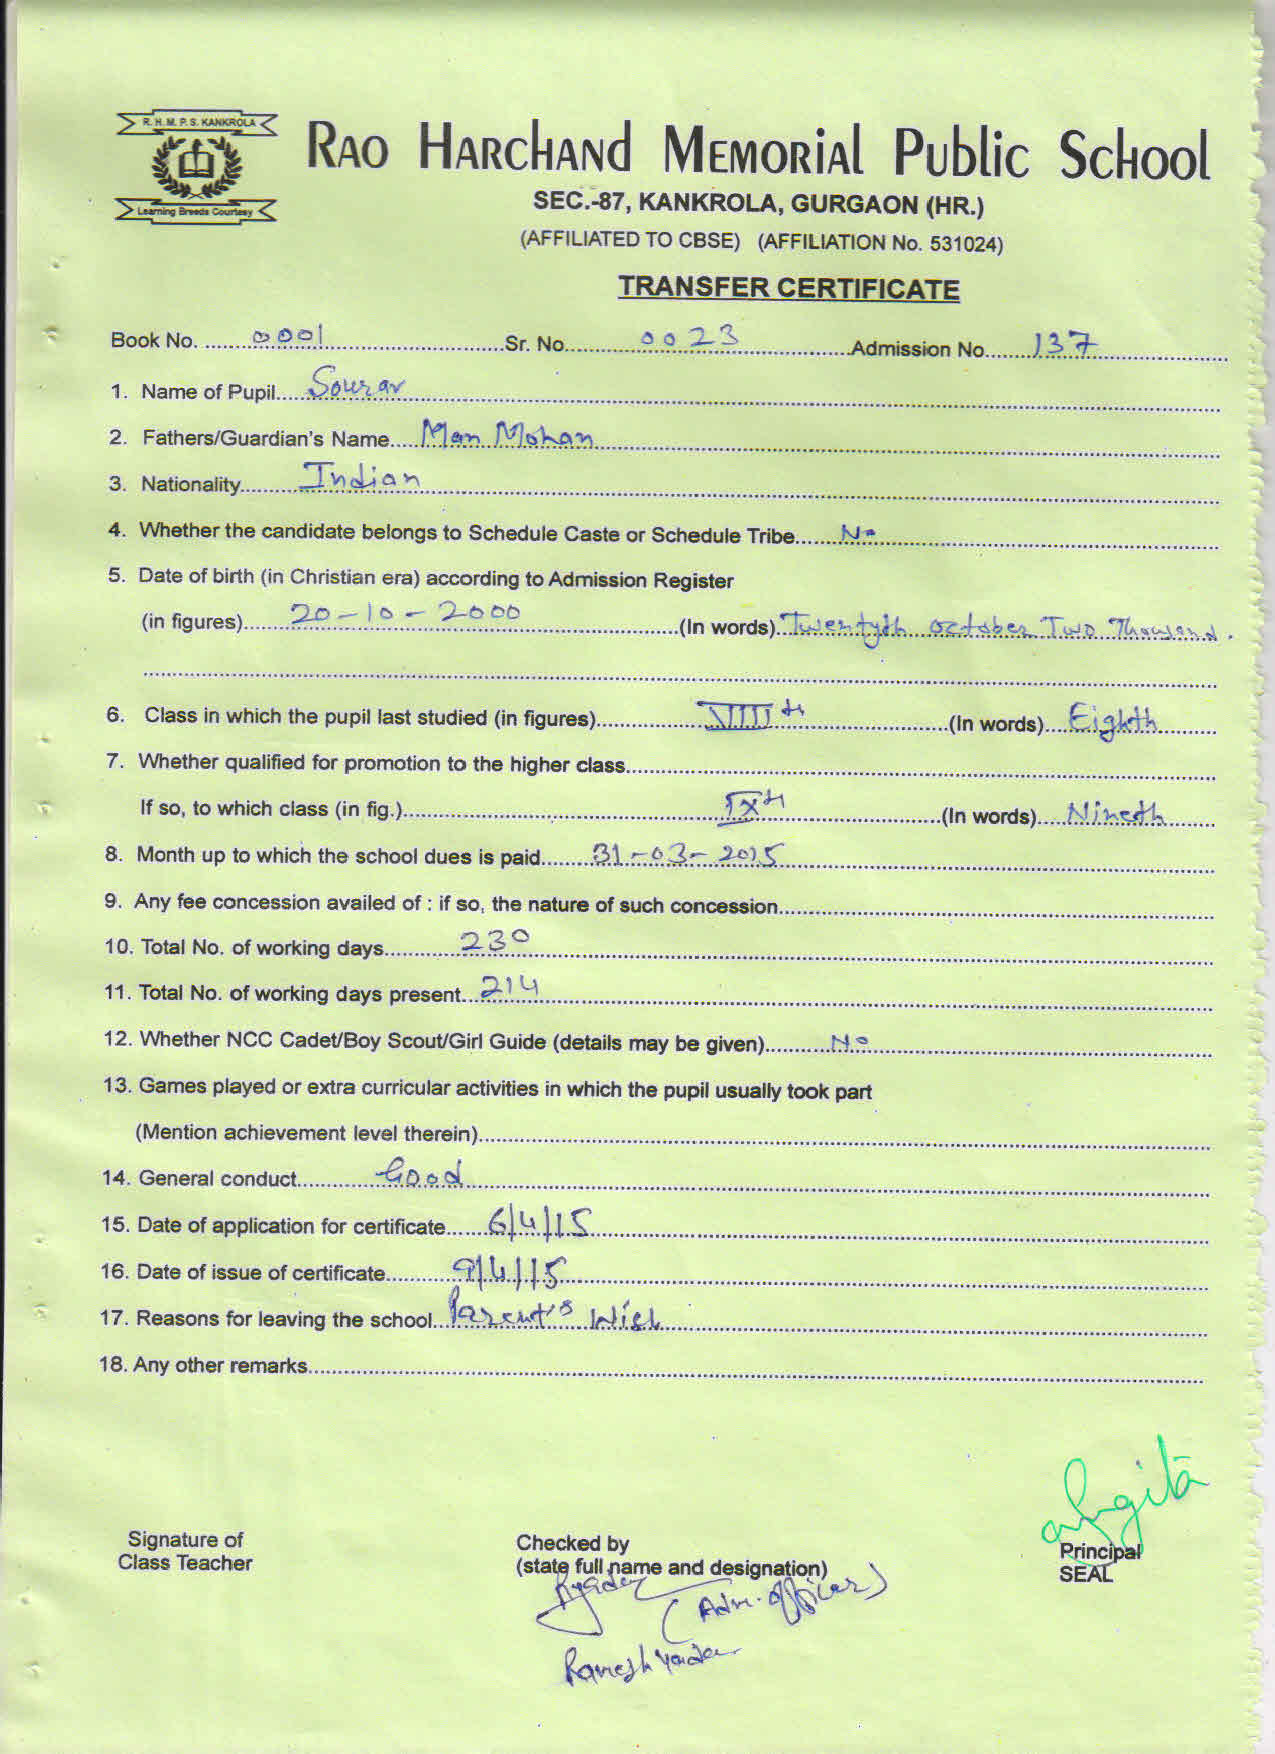 R. H. M. P. S. KANKROLA
Learning Breeds Courtesy
RAO HARCHAND MEMORIAL PUBLIC SCHOOL
SEC.-87, KANKROLA, GURGAON (HR.)
(AFFILIATED TO CBSE) (AFFILIATION No. 531024)
TRANSFER CERTIFICATE
Book No. 0001 Sr. No. 0023 Admission No. 137
1. Name of Pupil Sourav
2. Fathers/Guardian's Name Man Mohan
3. Nationality Indian
4. Whether the candidate belongs to Schedule Caste or Schedule Tribe No
5. Date of birth (in Christian era) according to Admission Register
(in figures) 20-10-2000 (In words) Twentyth october Two Thousand.
6. Class in which the pupil last studied (in figures) VIIIth (In words) Eighth
7. Whether qualified for promotion to the higher class
If so, to which class (in fig.) IXth (In words) Nineth
8. Month up to which the school dues is paid 31-03-2015
9. Any fee concession availed of : if so, the nature of such concession
10. Total No. of working days 230
11. Total No. of working days present 214
12. Whether NCC Cadet/Boy Scout/Girl Guide (details may be given) No
13. Games played or extra curricular activities in which the pupil usually took part
(Mention achievement level therein)
14. General conduct Good
15. Date of application for certificate 6/4/15
16. Date of issue of certificate 9/4/15
17. Reasons for leaving the school Parent's Wish
18. Any other remarks
Signature of
Class Teacher
Checked by
(state full name and designation)
(Adm. officer)
Ramesh Yadav
Principal
SEAL